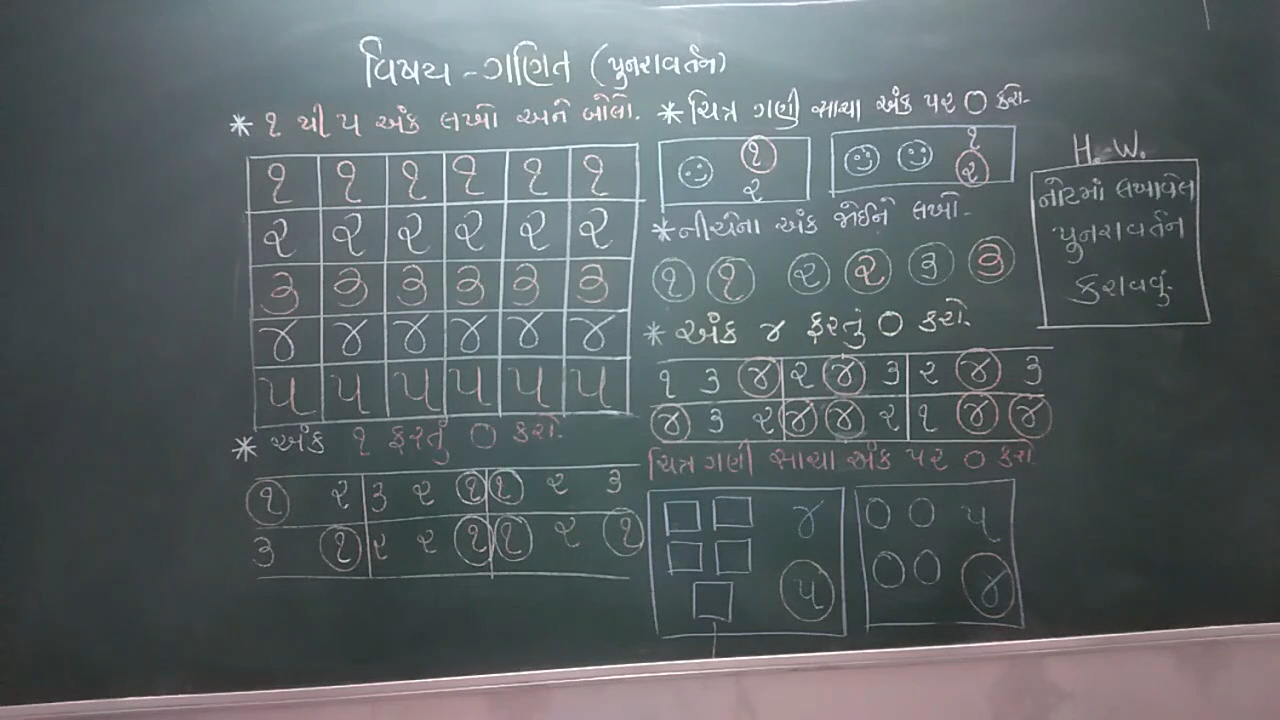 વિષય - ગણિત (પુનરાવર્તન)
* ૧ થી ૫ અંક લખો અને બોલો.
૧ ૧ ૧ ૧ ૧ ૧
૨ ૨ ૨ ૨ ૨ ૨
૩ ૩ ૩ ૩ ૩ ૩
૪ ૪ ૪ ૪ ૪ ૪
૫ ૫ ૫ ૫ ૫ ૫
* અંક ૧ ફરતું ○ કરો.
૧ ૨ ૩ ૨ ૧ ૧ ૨ ૩
૩ ૧ ૨ ૨ ૧ ૧ ૨ ૧
* ચિત્ર ગણી સાચા અંક પર ○ કરો.
૧ ૧
૨ ૨
* નીચેના અંક જોઈને લખો.
૧ ૧ ૨ ૨ ૩ ૩
* અંક ૪ ફરતું ○ કરો.
૧ ૩ ૪ ૨ ૪ ૩ ૨ ૪ ૩
૪ ૩ ૨ ૪ ૪ ૨ ૧ ૪ ૪
ચિત્ર ગણી સાચા અંક પર ○ કરો
૪ ૫
૫ ૪
H.W.
નોટમાં લખાવેલ
પુનરાવર્તન
કરાવવું.